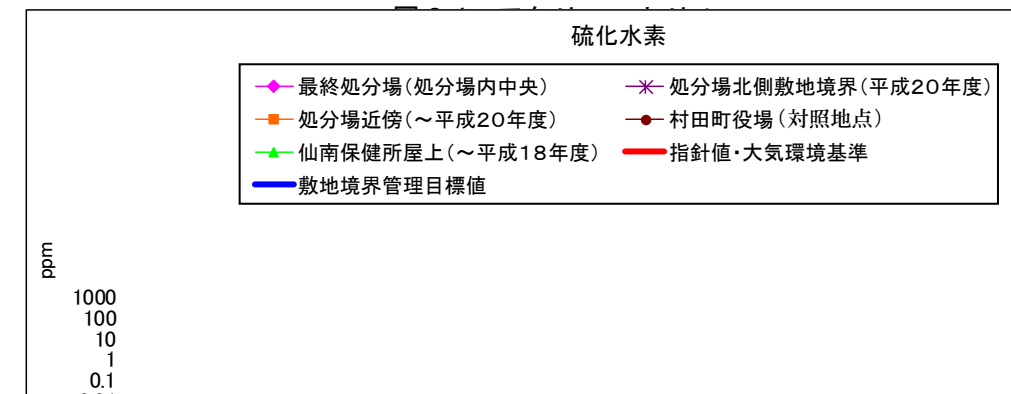 硫化水素
最終処分場(処分場内中央)
処分場北側敷地境界(平成20年度)
処分場近傍(～平成20年度)
村田町役場(対照地点)
仙南保健所屋上(～平成18年度)
指針値・大気環境基準
敷地境界管理目標値
ppm
1000
100
10
1
0.1